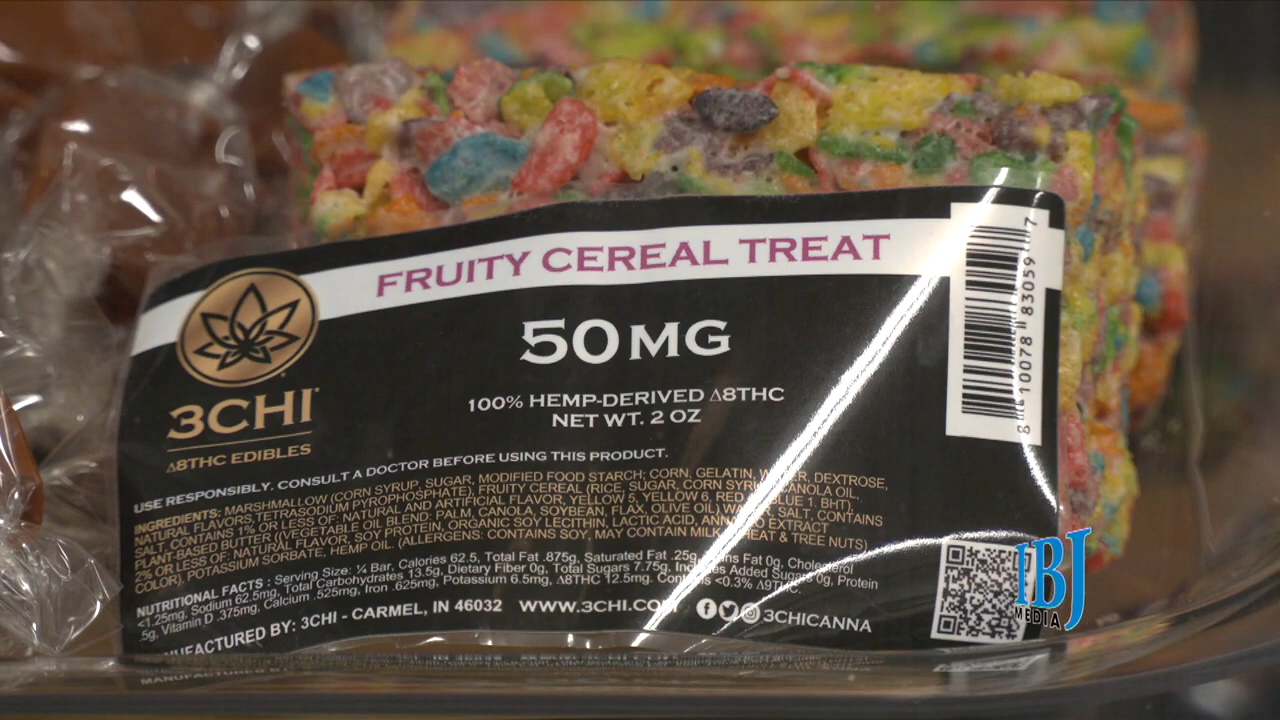 FRUITY CEREAL TREAT
50MG
100% HEMP-DERIVED Δ8THC
NET WT. 2 OZ
3CHI
Δ8THC EDIBLES
USE RESPONSIBLY. CONSULT A DOCTOR BEFORE USING THIS PRODUCT.
INGREDIENTS: MARSHMALLOW (CORN SYRUP, SUGAR, MODIFIED FOOD STARCH; CORN, GELATIN, DEXTROSE,
NATURAL FLAVORS, TETRASODIUM PYROPHOSPHATE), FRUITY CEREAL (RICE, SUGAR, CORN SYRUP, CANOLA OIL,
SALT, CONTAINS 1% OR LESS OF: NATURAL AND ARTIFICIAL FLAVOR, YELLOW 5, YELLOW 6, RED BLUE 1, BHT),
PLANT-BASED BUTTER ((VEGETABLE OIL BLEND: PALM, CANOLA, SOYBEAN, FLAX, OLIVE OIL) SALT, CONTAINS
2% OR LESS OF: NATURAL FLAVOR, SOY PROTEIN, ORGANIC SOY LECITHIN, LACTIC ACID, EXTRACT
COLOR), POTASSIUM SORBATE, HEMP OIL. (ALLERGENS: CONTAINS SOY, MAY CONTAIN MILK, & TREE NUTS)
NUTRITIONAL FACTS : Serving Size: ¼ Bar, Calories 62.5, Total Fat .875g, Saturated Fat .25g, Fat 0g, Cholesterol
<1.25mg, Sodium 62.5mg, Total Carbohydrates 13.5g, Dietary Fiber 0g, Total Sugars 7.75g, Includes Added Sugars 0g, Protein
.5g, Vitamin D .375mg, Calcium .525mg, Iron .625mg, Potassium 6.5mg, Δ8THC 12.5mg. <0.3% Δ9THC.
BY: 3CHI - CARMEL, IN 46032 WWW.3CHI.COM 3CHICANNA
IBJ
MEDIA